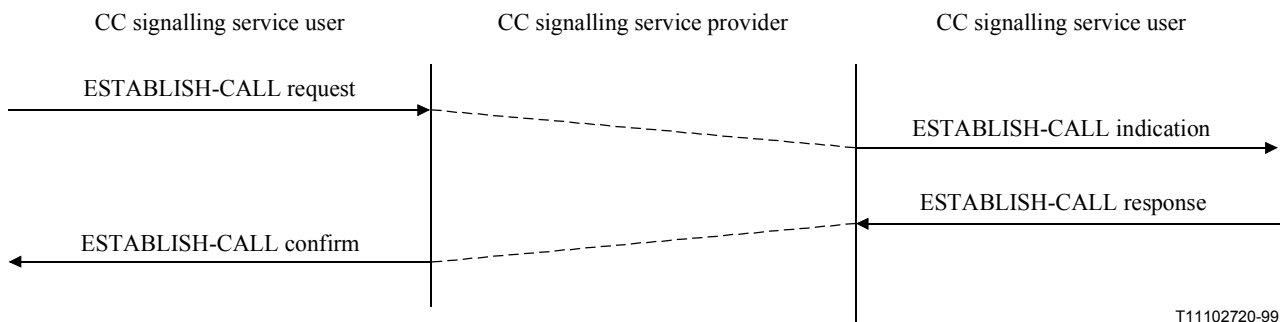 CC signalling service user
CC signalling service provider
CC signalling service user
ESTABLISH-CALL request
ESTABLISH-CALL indication
ESTABLISH-CALL response
ESTABLISH-CALL confirm
T11102720-99